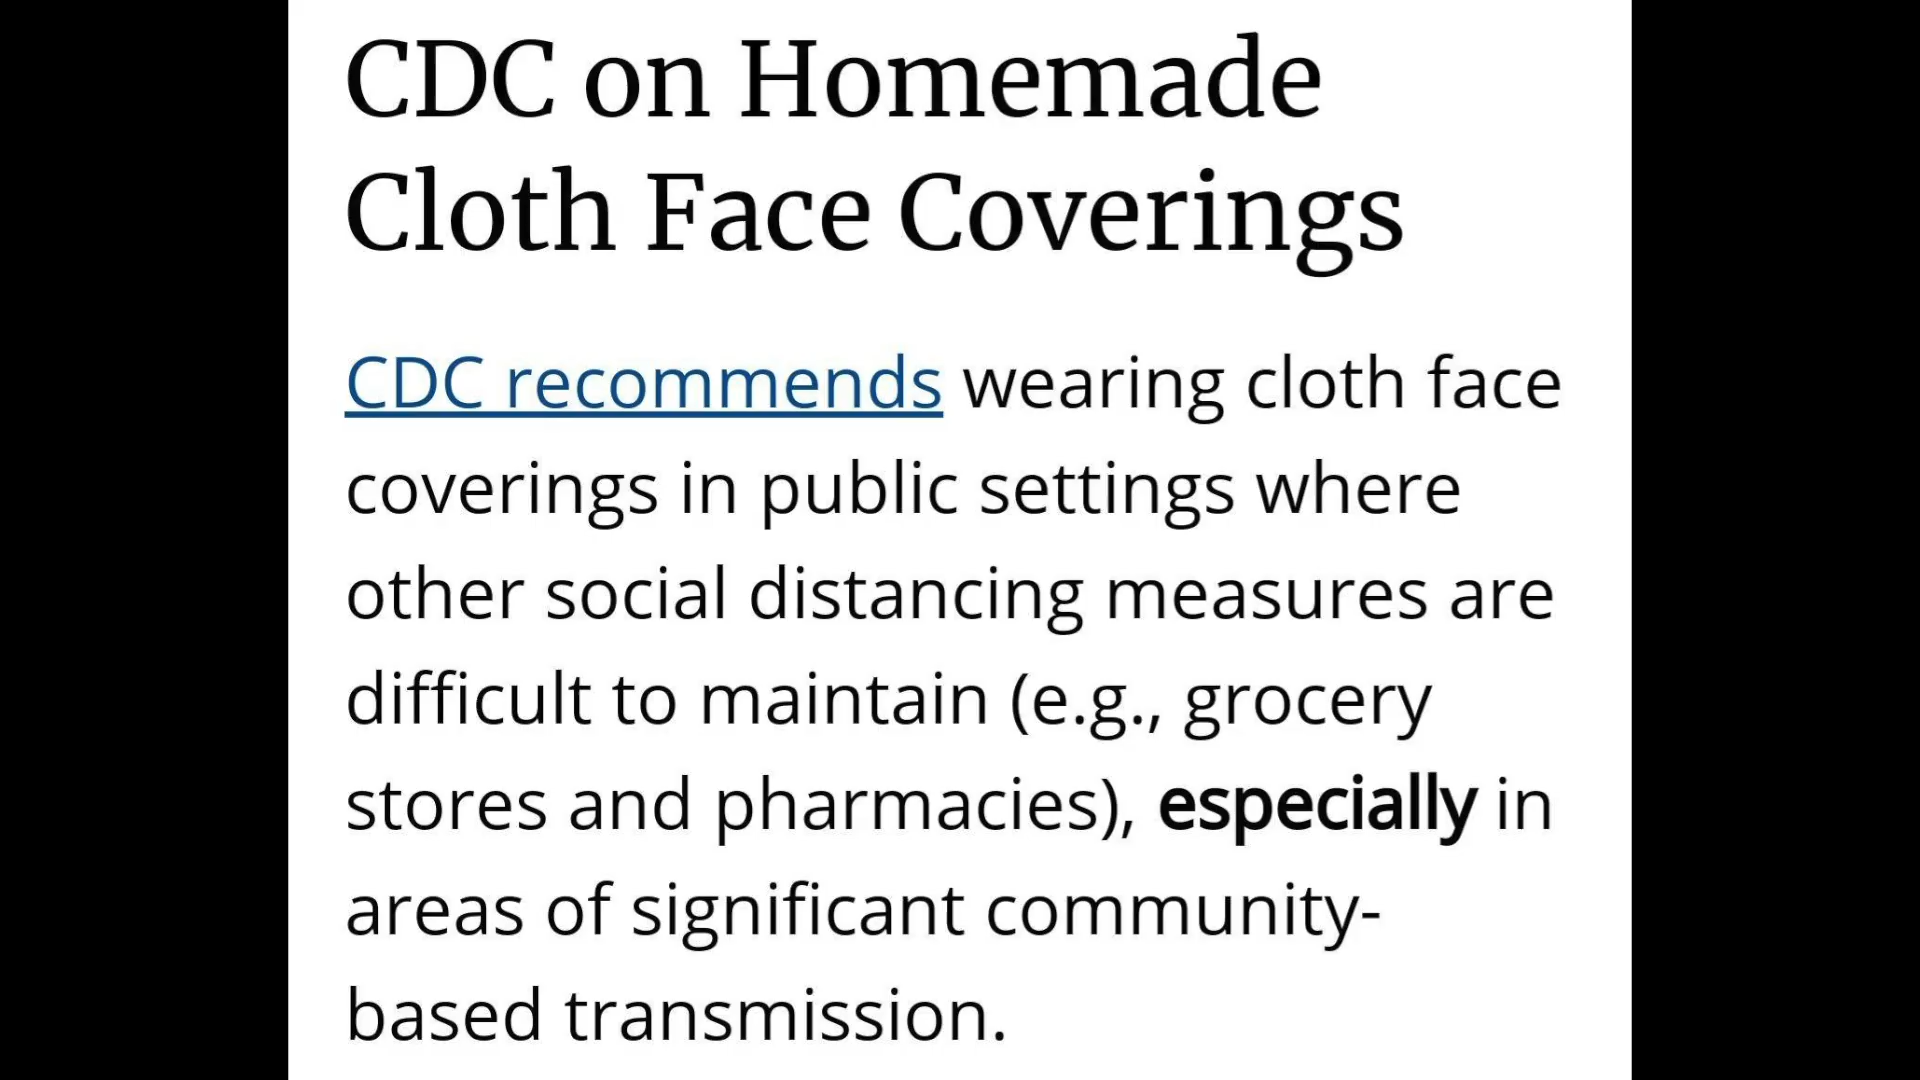 CDC on Homemade
Cloth Face Coverings
CDC recommends wearing cloth face
coverings in public settings where
other social distancing measures are
difficult to maintain (e.g., grocery
stores and pharmacies), especially in
areas of significant community-
based transmission.